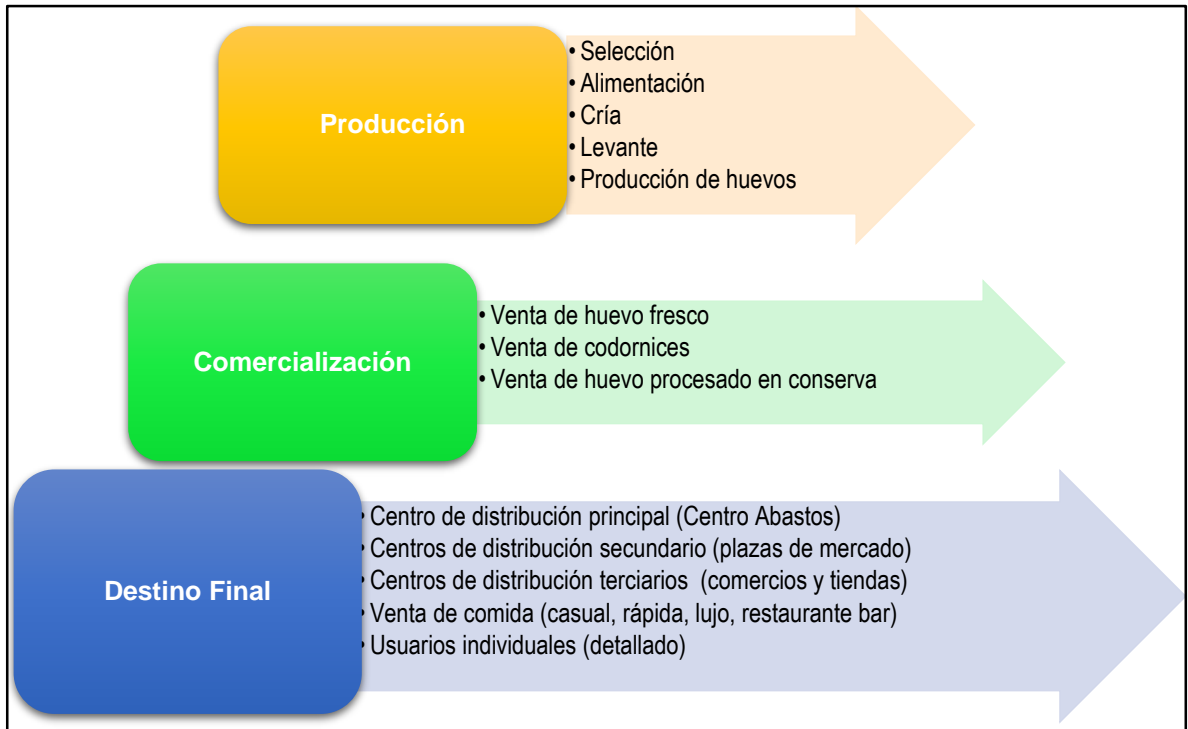 Producción
• Selección
• Alimentación
• Cría
• Levante
• Producción de huevos
Comercialización
• Venta de huevo fresco
• Venta de codornices
• Venta de huevo procesado en conserva
Destino Final
• Centro de distribución principal (Centro Abastos)
• Centros de distribución secundario (plazas de mercado)
• Centros de distribución terciarios (comercios y tiendas)
• Venta de comida (casual, rápida, lujo, restaurante bar)
• Usuarios individuales (detallado)